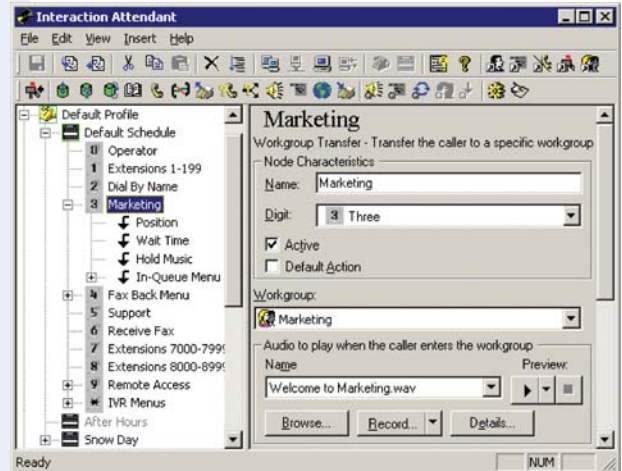 Interaction Attendant
File Edit View Insert Help
Default Profile
Default Schedule
0 Operator
1 Extensions 1-199
2 Dial By Name
3 Marketing
Position
Wait Time
Hold Music
In-Queue Menu
4 Fax Back Menu
5 Support
6 Receive Fax
7 Extensions 7000-7999
8 Extensions 8000-8999
9 Remote Access
* IVR Menus
After Hours
Snow Day
Marketing
Workgroup Transfer - Transfer the caller to a specific workgroup
Node Characteristics
Name: Marketing
Digit: 3 Three
Active
Default Action
Workgroup:
Marketing
Audio to play when the caller enters the workgroup
Name Preview:
Welcome to Marketing.wav
Browse... Record... Details...
Ready NUM